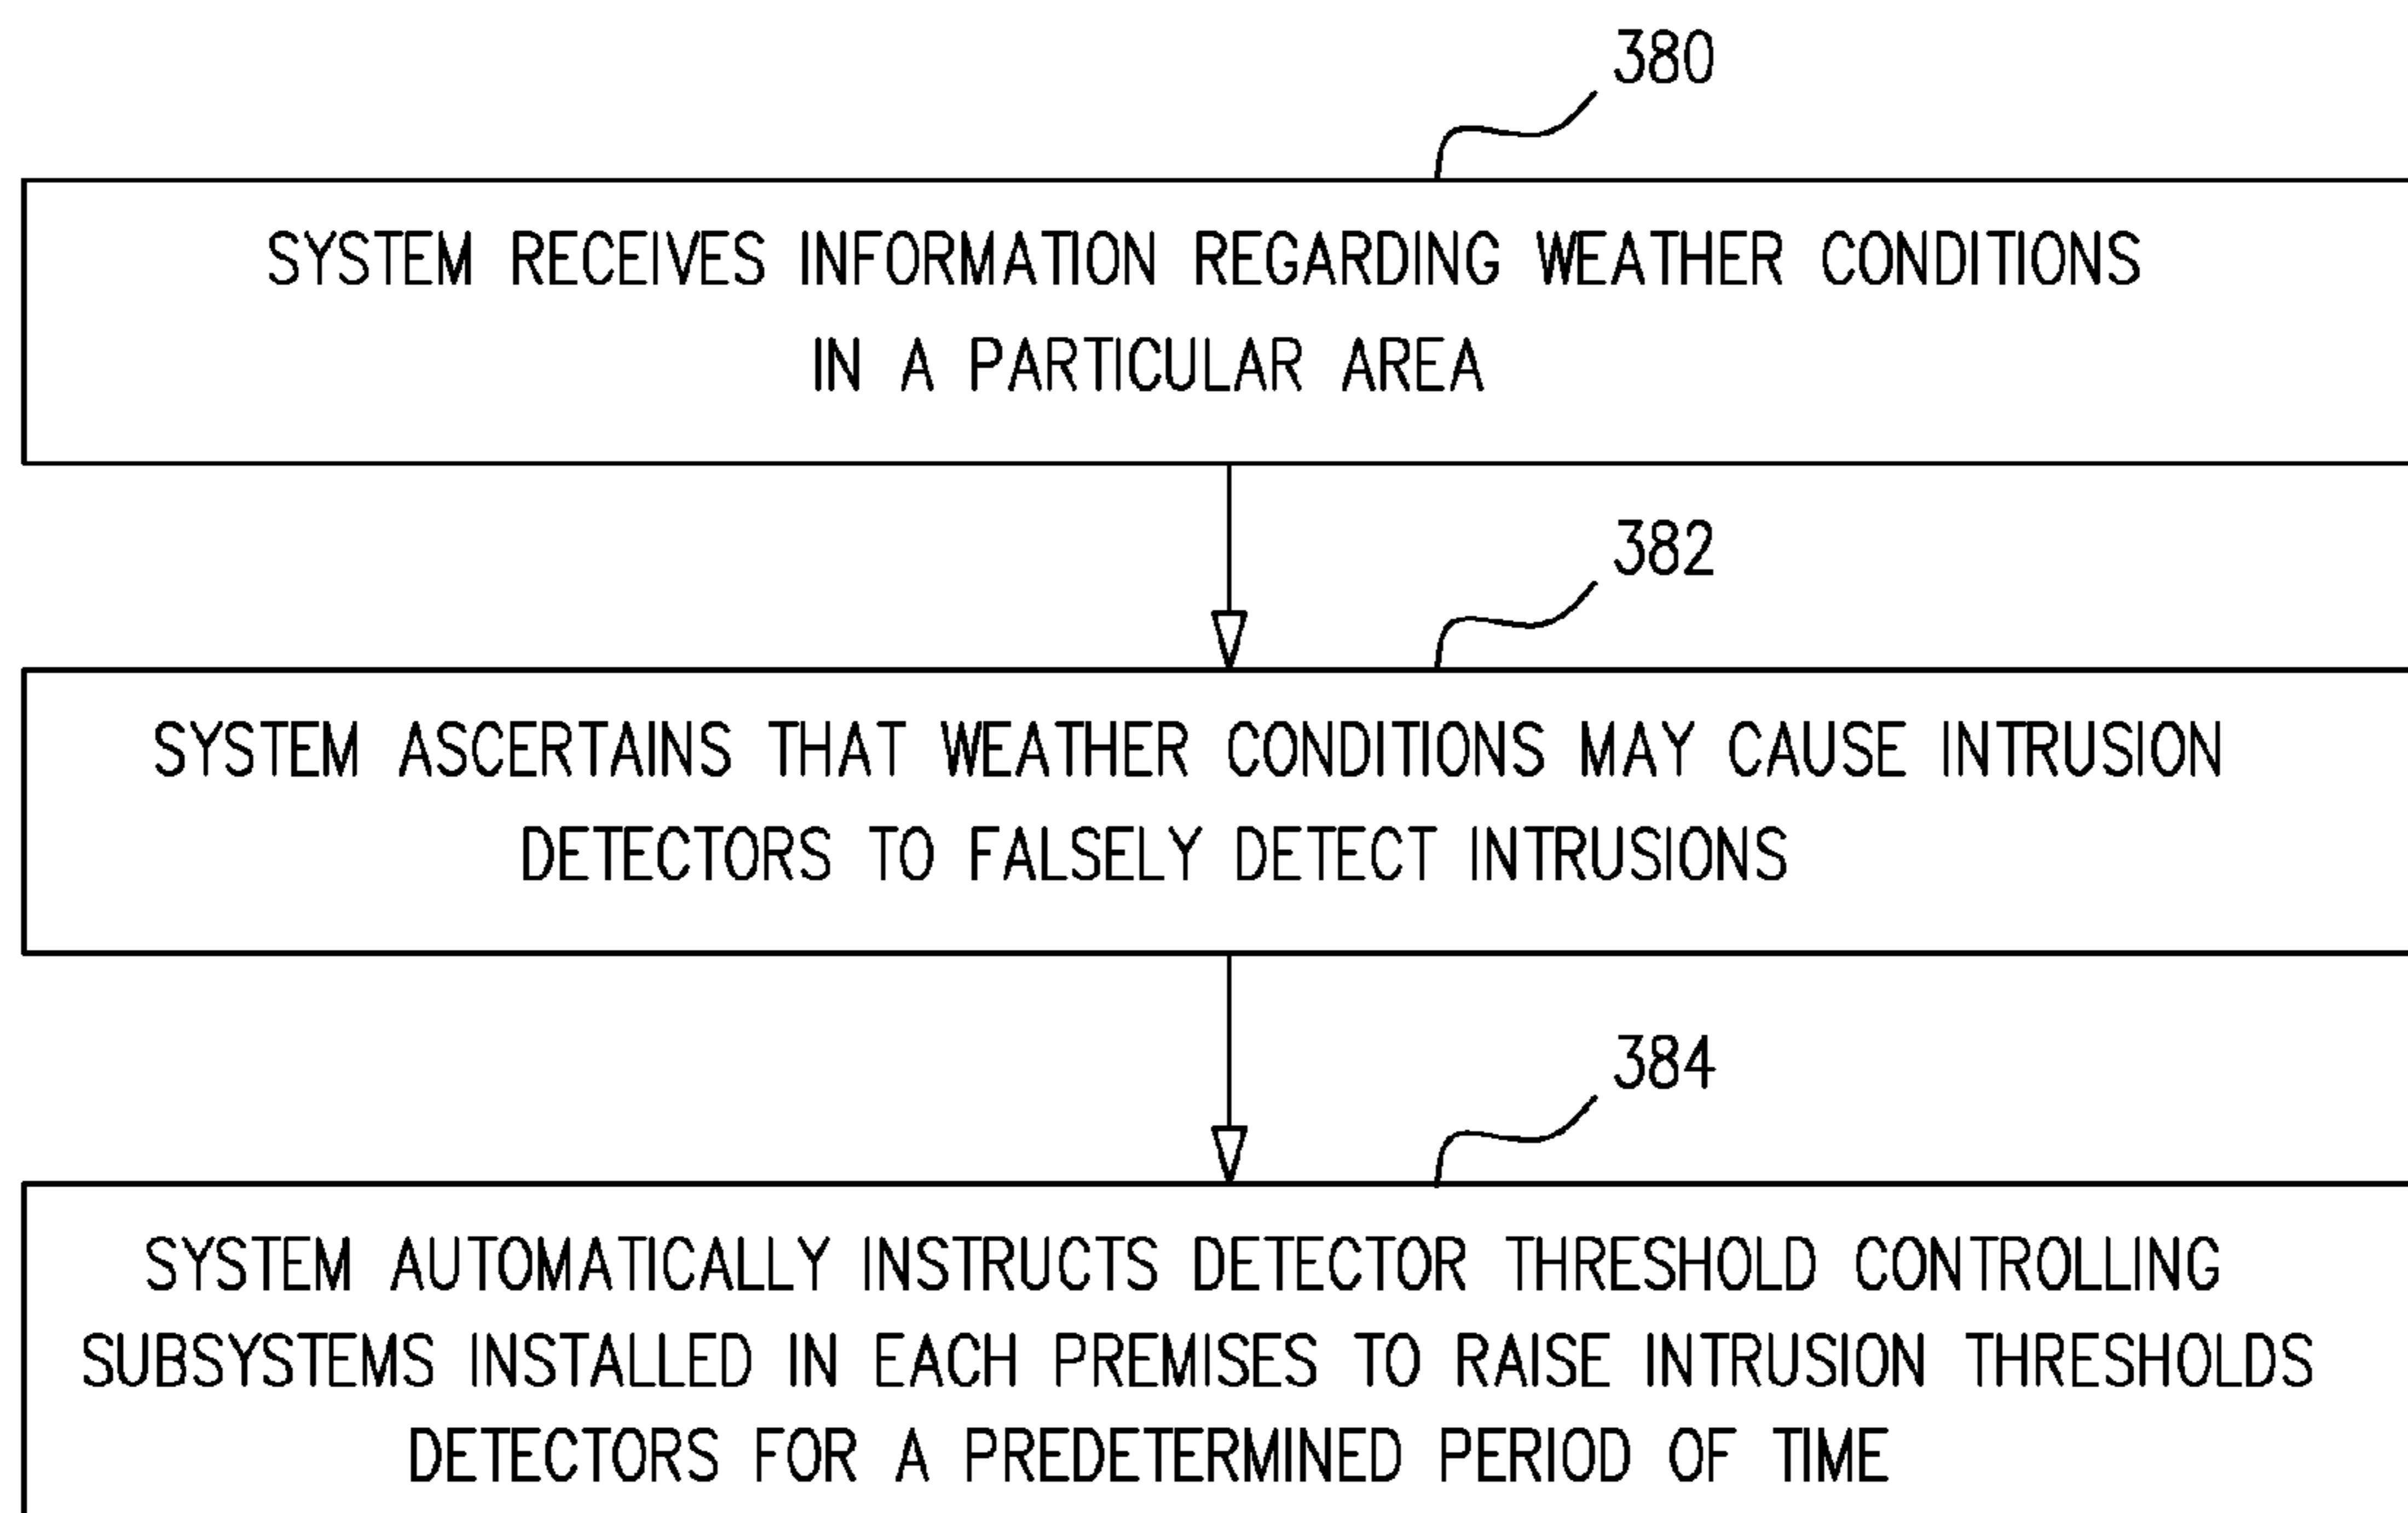 380
SYSTEM RECEIVES INFORMATION REGARDING WEATHER CONDITIONS
IN A PARTICULAR AREA
382
SYSTEM ASCERTAINS THAT WEATHER CONDITIONS MAY CAUSE INTRUSION
DETECTORS TO FALSELY DETECT INTRUSIONS
384
SYSTEM AUTOMATICALLY INSTRUCTS DETECTOR THRESHOLD CONTROLLING
SUBSYSTEMS INSTALLED IN EACH PREMISES TO RAISE INTRUSION THRESHOLDS
DETECTORS FOR A PREDETERMINED PERIOD OF TIME